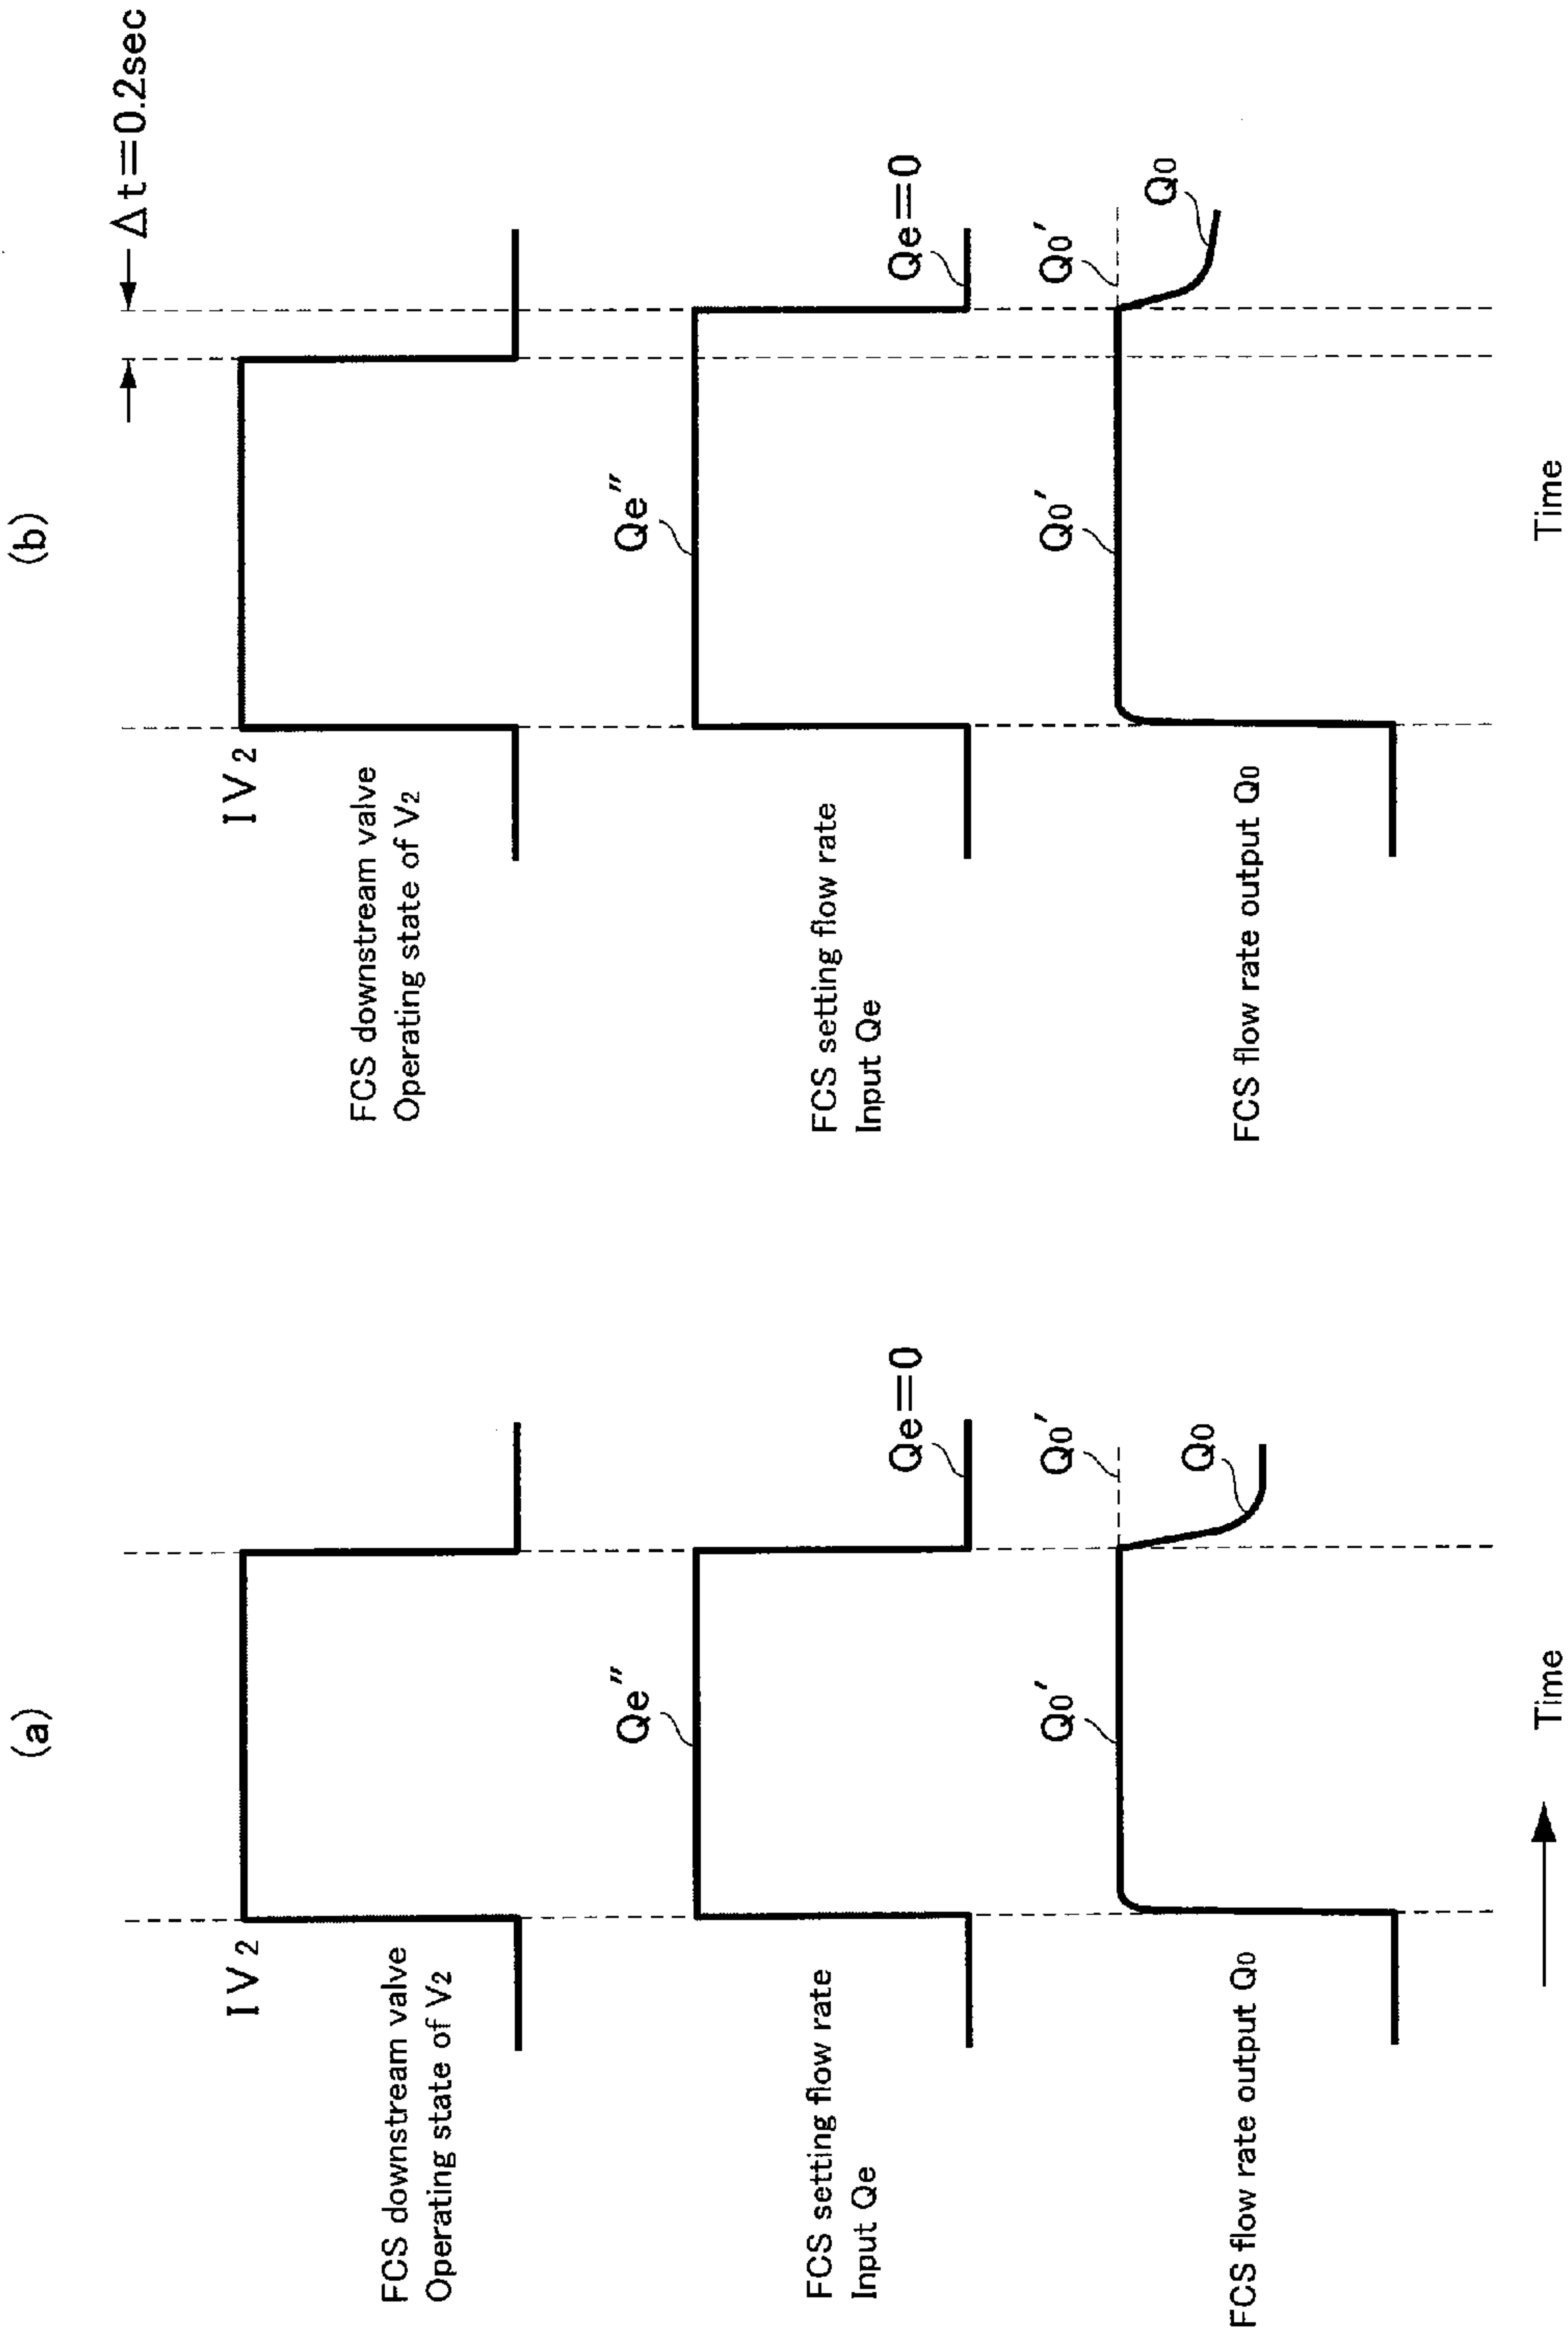 (a)
IV2
FCS downstream valve
Operating state of V2
Qe″
FCS setting flow rate
Input Qe
Qe=0
Q0′
Q0′
Q0
FCS flow rate output Q0
Time
(b)
Δt=0.2sec
IV2
FCS downstream valve
Operating state of V2
Qe″
FCS setting flow rate
Input Qe
Qe=0
Q0′
Q0′
Q0
FCS flow rate output Q0
Time